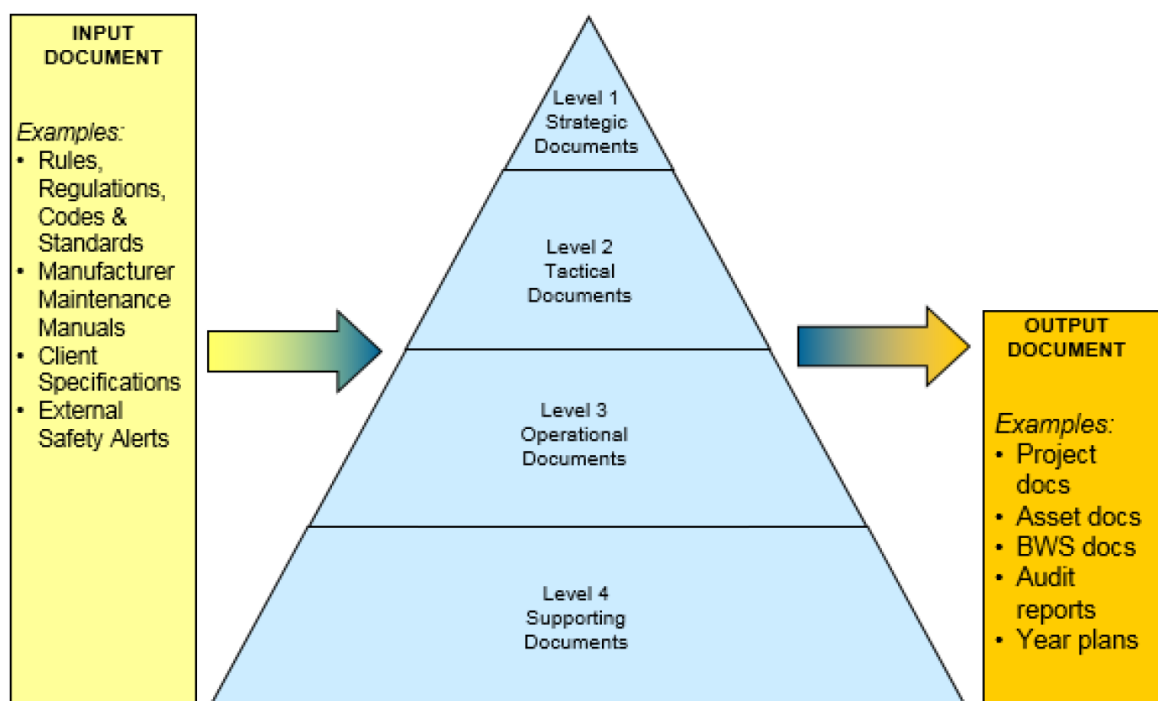 INPUT
DOCUMENT
Examples:
• Rules,
Regulations,
Codes &
Standards
• Manufacturer
Maintenance
Manuals
• Client
Specifications
• External
Safety Alerts
Level 1
Strategic
Documents
Level 2
Tactical
Documents
Level 3
Operational
Documents
Level 4
Supporting
Documents
OUTPUT
DOCUMENT
Examples:
• Project
docs
• Asset docs
• BWS docs
• Audit
reports
• Year plans